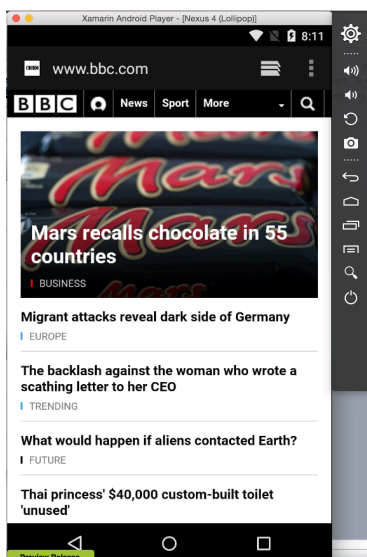 Xamarin Android Player - [Nexus 4 (Lollipop)]
8:11
BBC
www.bbc.com
BBC News Sport More
Mars
Mars recalls chocolate in 55
countries
BUSINESS
Migrant attacks reveal dark side of Germany
EUROPE
The backlash against the woman who wrote a
scathing letter to her CEO
TRENDING
What would happen if aliens contacted Earth?
FUTURE
Thai princess' $40,000 custom-built toilet
'unused'
Preview Release